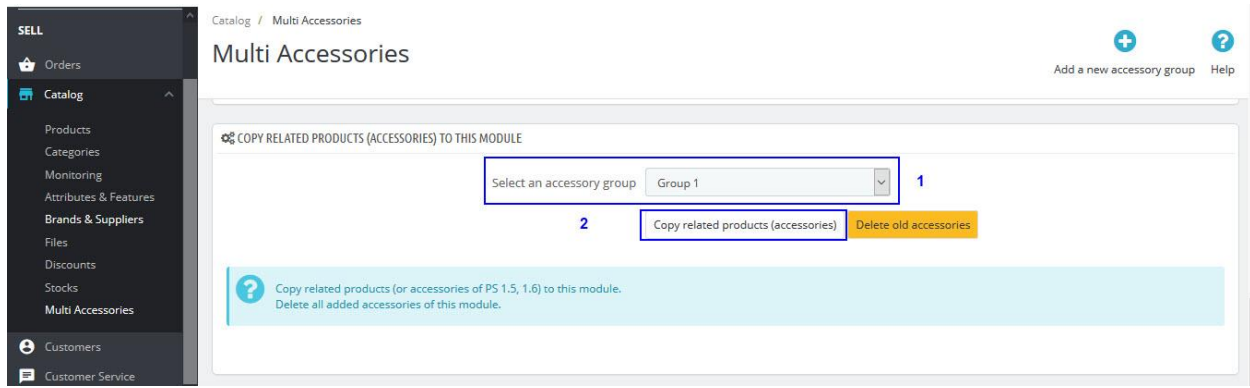 SELL
Orders
Catalog
Products
Categories
Monitoring
Attributes & Features
Brands & Suppliers
Files
Discounts
Stocks
Multi Accessories
Customers
Customer Service
Catalog / Multi Accessories
Multi Accessories
Add a new accessory group
? Help
COPY RELATED PRODUCTS (ACCESSORIES) TO THIS MODULE
Select an accessory group Group 1 1
2 Copy related products (accessories) Delete old accessories
? Copy related products (or accessories of PS 1.5, 1.6) to this module.
Delete all added accessories of this module.